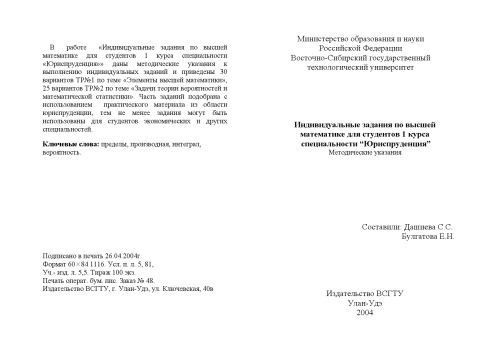 В работе «Индивидуальные задания по высшей
математике для студентов 1 курса специальности
«Юриспруденция»» даны методические указания к
выполнению индивидуальных заданий и приведены 30
вариантов ТР№1 по теме «Элементы высшей математики»,
25 вариантов ТР№2 по теме «Задачи теории вероятностей и
математической статистики». Часть заданий подобрана с
использованием практического материала из области
юриспруденции, тем не менее задания могут быть
использованы для студентов экономических и других
специальностей.
Ключевые слова: пределы, производная, интеграл,
вероятность.
Подписано в печать 26.04.2004г.
Формат 60×84 1116. Усл. п. л. 5, 81,
Уч.- изд. л. 5,5. Тираж 100 экз.
Печать операт. бум. пис. Заказ № 48.
Издательство ВСГТУ, г. Улан-Удэ, ул. Ключевская, 40в
Министерство образования и науки
Российской Федерации
Восточно-Сибирский государственный
технологический университет
Индивидуальные задания по высшей
математике для студентов 1 курса
специальности “Юриспруденция”
Методические указания
Составили: Дашиева С.С.
Булгатова Е.Н.
Издательство ВСГТУ
Улан-Удэ
2004